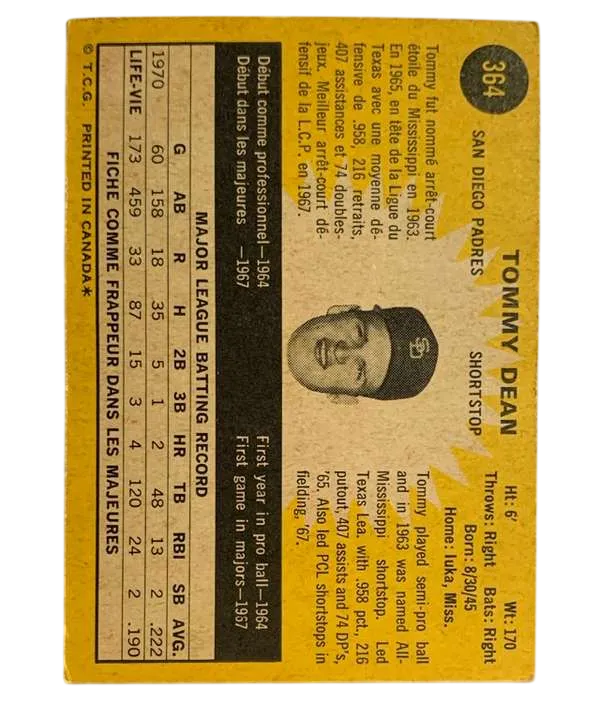 364
TOMMY DEAN
SAN DIEGO PADRES SHORTSTOP
Ht: 6' Wt: 170
Throws: Right Bats: Right
Born: 8/30/45
Home: Iuka, Miss.
Tommy fut nommé arrêt-court
étoile du Mississippi en 1963.
En 1965, en tête de la Ligue du
Texas avec une moyenne dé-
fensive de .958, 216 retraits,
407 assistances et 74 doubles-
jeux. Meilleur arrêt-court dé-
fensif de la L.C.P. en 1967.
SD
Tommy played semi-pro ball
and in 1963 was named All-
Mississippi shortstop. Led
Texas Lea. with .958 pct., 216
putout, 407 assists and 74 DP's,
'65. Also led PCL shortstops in
fielding, '67.
Début comme professionnel—1964
Début dans les majeures —1967
First year in pro ball—1964
First game in majors—1967
MAJOR LEAGUE BATTING RECORD
G AB R H 2B 3B HR TB RBI SB AVG.
1970 60 158 18 35 5 1 2 48 13 2 .222
LIFE-VIE 173 459 33 87 15 3 4 120 24 2 .190
FICHE COMME FRAPPEUR DANS LES MAJEURES
© T.C.G. PRINTED IN CANADA*